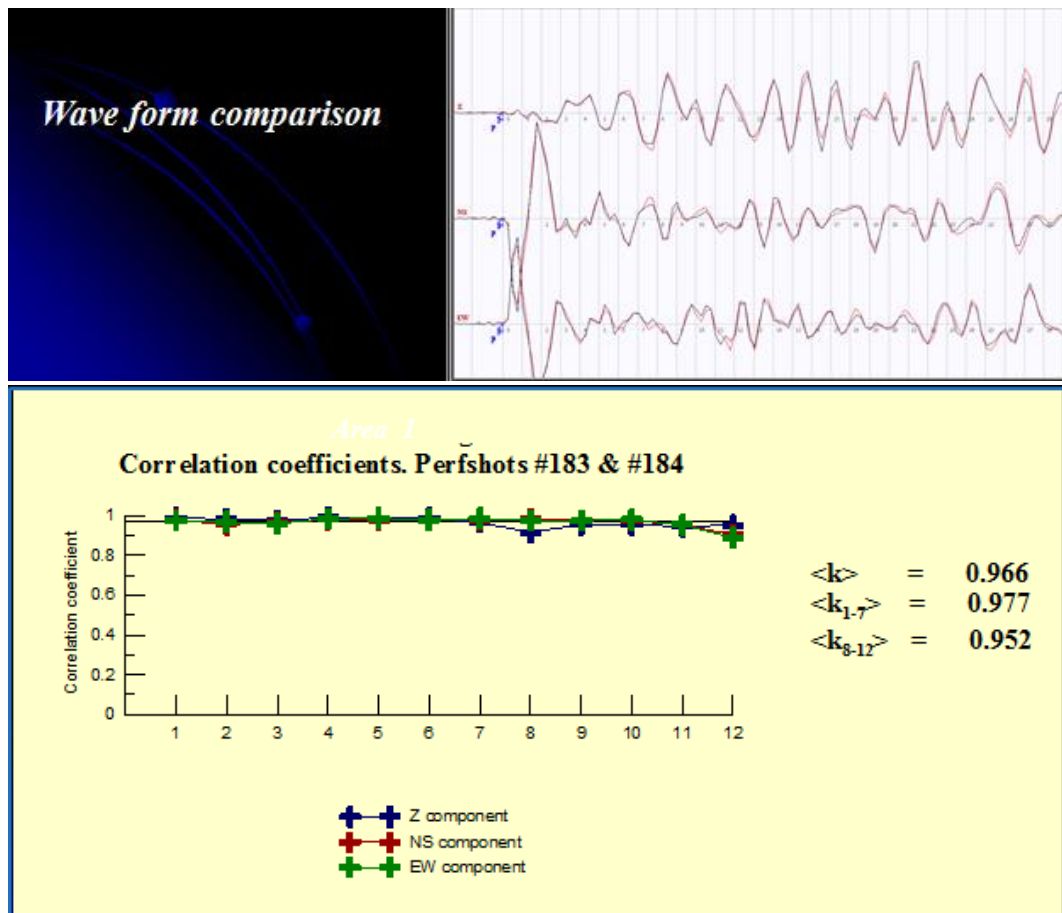 Wave form comparison
Z
NS
EW
Area 1
Correlation coefficients. Perfshots #183 & #184
Correlation coefficient
1
0.8
0.6
0.4
0.2
0
1 2 3 4 5 6 7 8 9 10 11 12
<k> = 0.966
<k1-7> = 0.977
<k8-12> = 0.952
Z component
NS component
EW component